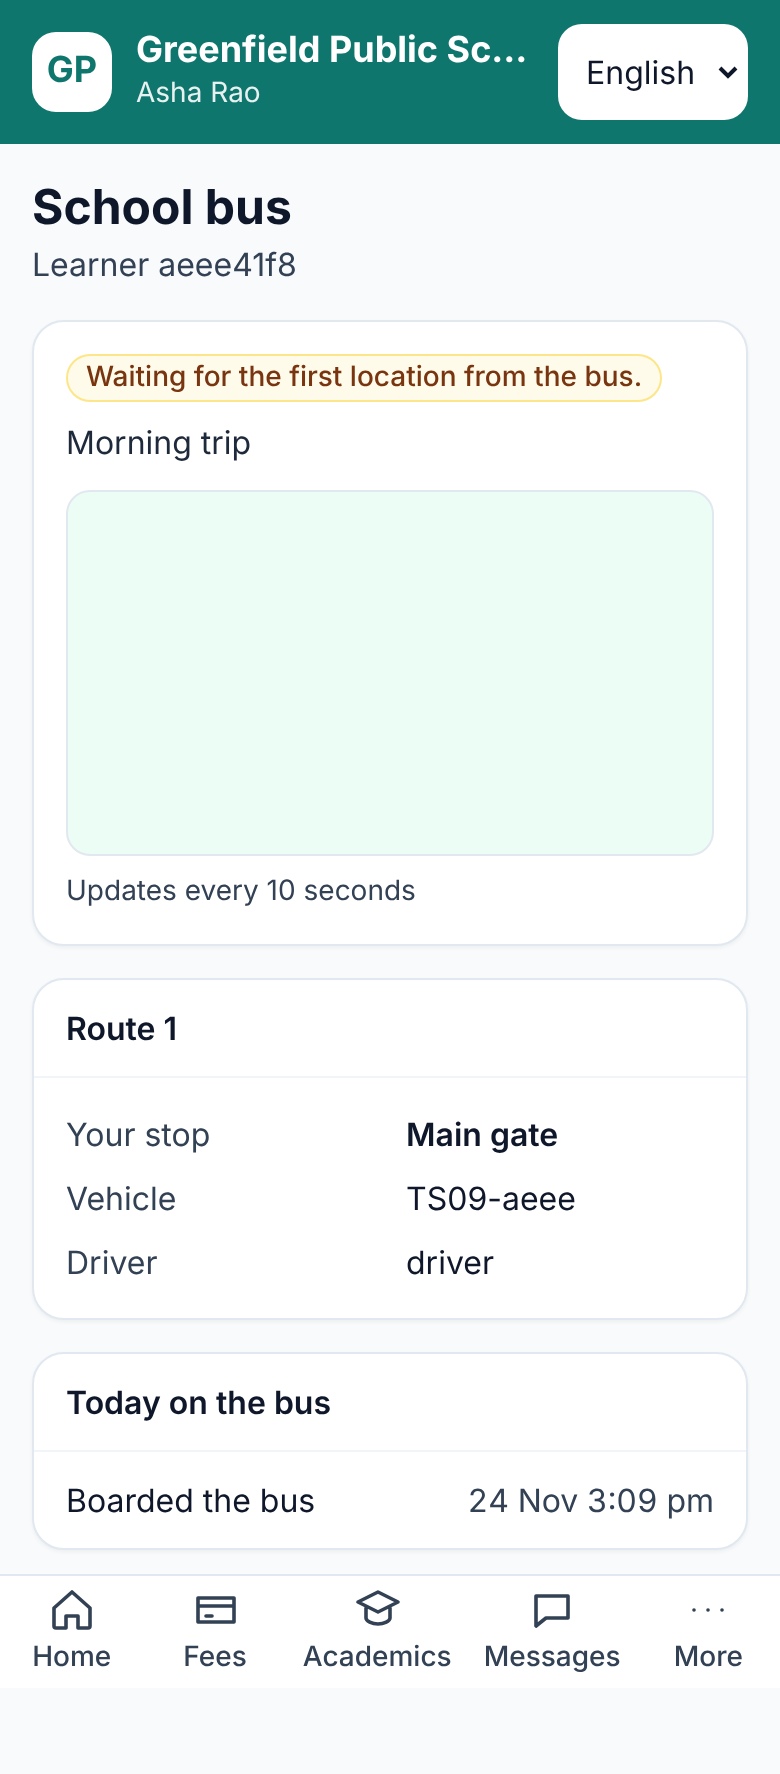 GP
Greenfield Public Sc...
Asha Rao
English
School bus
Learner aeee41f8
Waiting for the first location from the bus.
Morning trip
Updates every 10 seconds
Route 1
Your stop Main gate
Vehicle TS09-aeee
Driver driver
Today on the bus
Boarded the bus 24 Nov 3:09 pm
Home Fees Academics Messages More